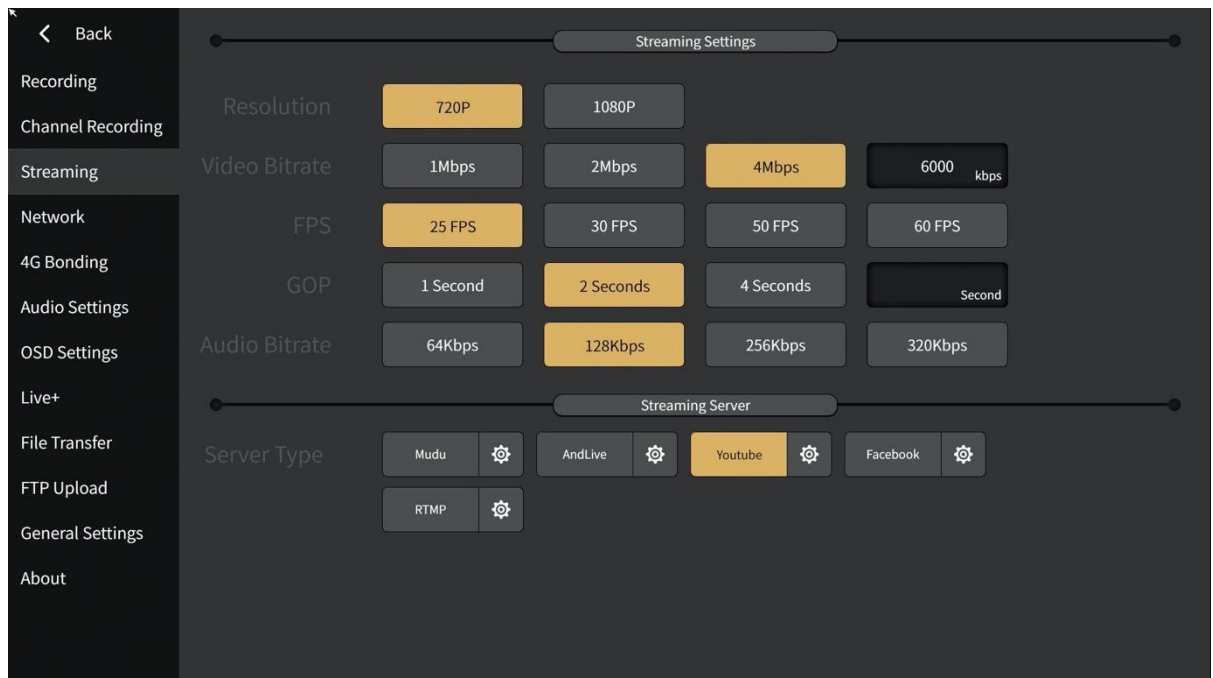 Back
Recording
Channel Recording
Streaming
Network
4G Bonding
Audio Settings
OSD Settings
Live+
File Transfer
FTP Upload
General Settings
About
Streaming Settings
Resolution 720P 1080P
Video Bitrate 1Mbps 2Mbps 4Mbps 6000 kbps
FPS 25 FPS 30 FPS 50 FPS 60 FPS
GOP 1 Second 2 Seconds 4 Seconds Second
Audio Bitrate 64Kbps 128Kbps 256Kbps 320Kbps
Streaming Server
Server Type Mudu AndLive Youtube Facebook
RTMP